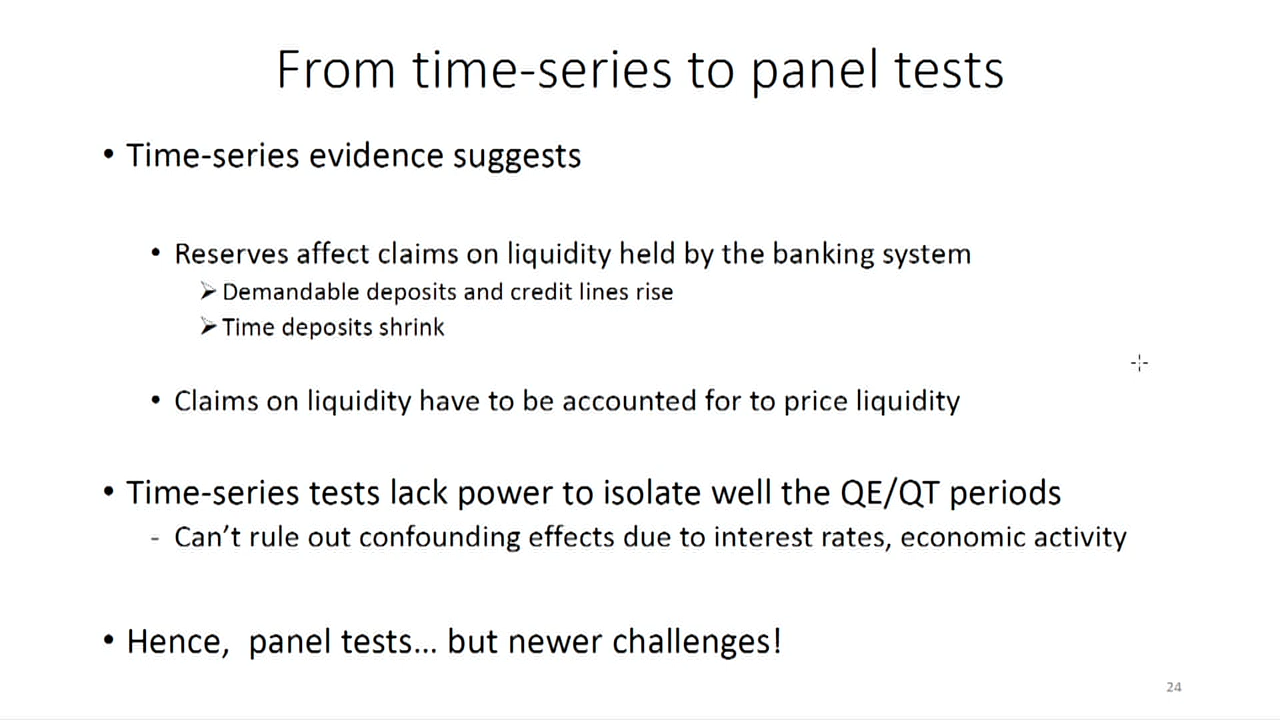 From time-series to panel tests
• Time-series evidence suggests
• Reserves affect claims on liquidity held by the banking system
➢ Demandable deposits and credit lines rise
➢ Time deposits shrink
• Claims on liquidity have to be accounted for to price liquidity
• Time-series tests lack power to isolate well the QE/QT periods
- Can’t rule out confounding effects due to interest rates, economic activity
• Hence, panel tests... but newer challenges!
24